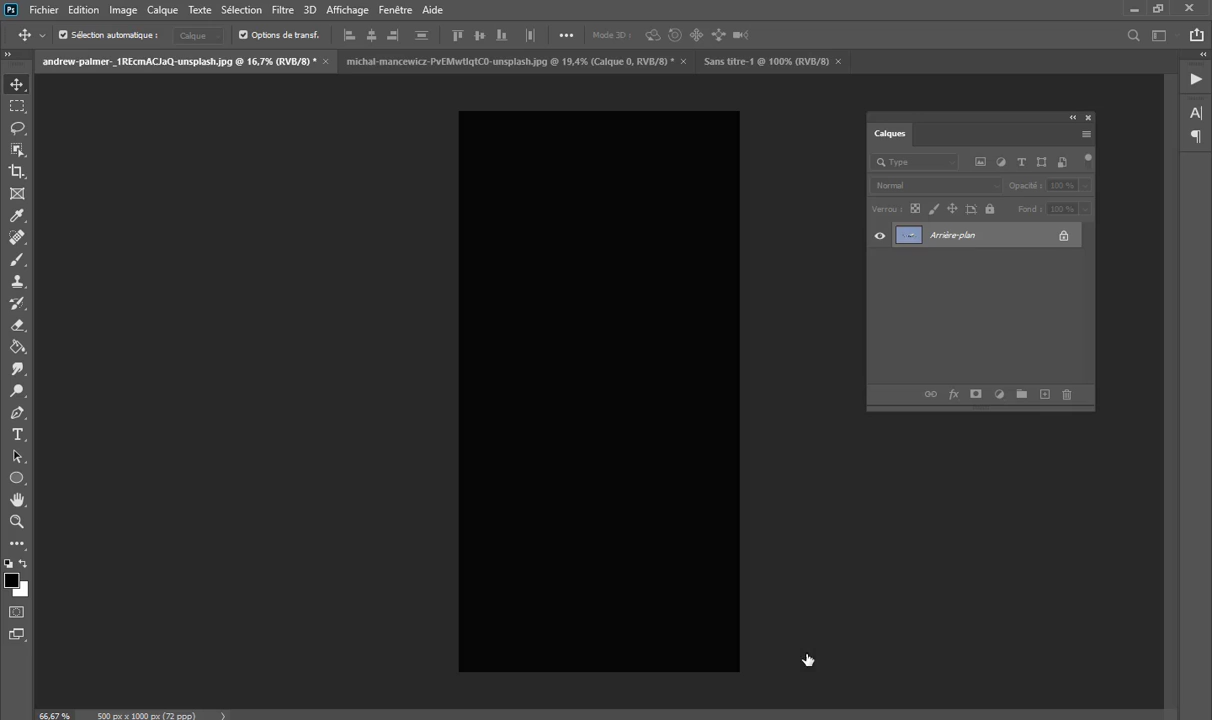 Ps Fichier Edition Image Calque Texte Sélection Filtre 3D Affichage Fenêtre Aide
Sélection automatique : Calque Options de transf. Mode 3D :
andrew-palmer-_1REcmACJaQ-unsplash.jpg @ 16,7% (RVB/8) * michal-mancewicz-PvEMwtIqtC0-unsplash.jpg @ 19,4% (Calque 0, RVB/8) * Sans titre-1 @ 100% (RVB/8)
Calques
Type
Normal Opacité : 100 %
Verrou : Fond : 100 %
Arrière-plan
66,67 % 500 px x 1000 px (72 ppp)